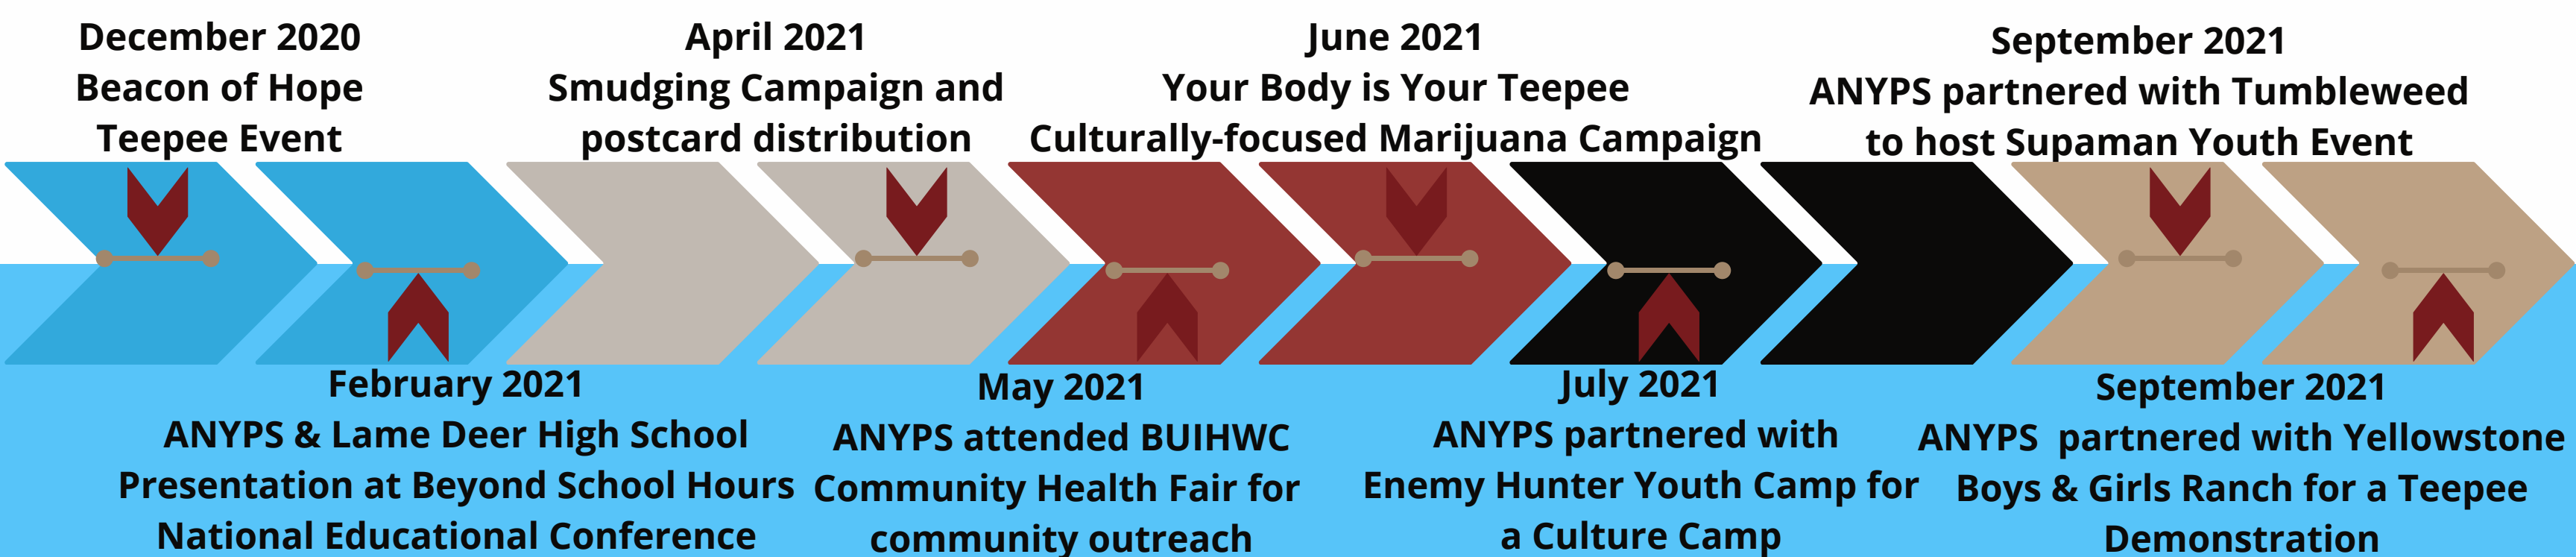 December 2020
Beacon of Hope
Teepee Event
April 2021
Smudging Campaign and
postcard distribution
June 2021
Your Body is Your Teepee
Culturally-focused Marijuana Campaign
September 2021
ANYPS partnered with Tumbleweed
to host Supaman Youth Event
February 2021
ANYPS & Lame Deer High School
Presentation at Beyond School Hours
National Educational Conference
May 2021
ANYPS attended BUIHWC
Community Health Fair for
community outreach
July 2021
ANYPS partnered with
Enemy Hunter Youth Camp for
a Culture Camp
September 2021
ANYPS partnered with Yellowstone
Boys & Girls Ranch for a Teepee
Demonstration